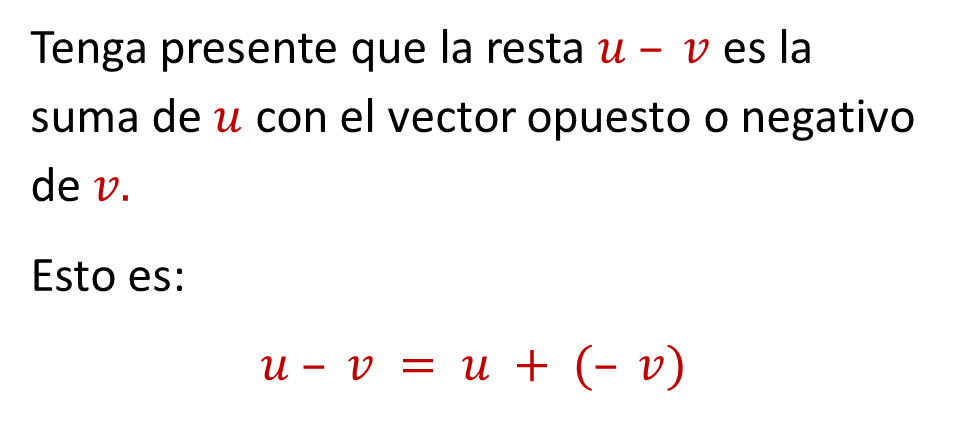 Tenga presente que la resta u – v es la
suma de u con el vector opuesto o negativo
de v.
Esto es:
u – v = u + (– v)